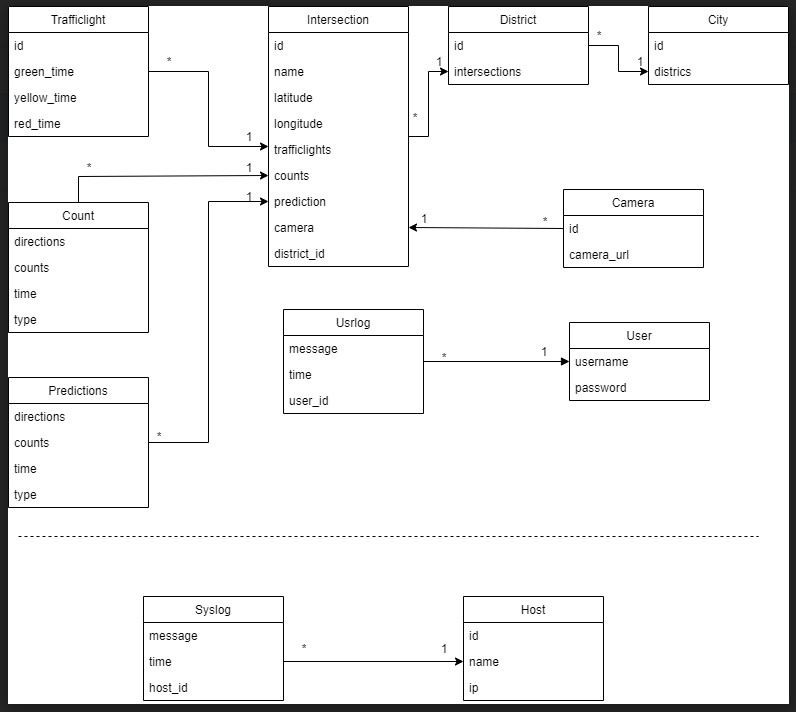 Trafficlight
id
green_time
yellow_time
red_time
*
1
Intersection
id
name
latitude
longitude
trafficlights
counts
prediction
camera
district_id
*
1
District
id
intersections
*
1
City
id
districs
*
1
Count
directions
counts
time
type
1
1
*
Camera
id
camera_url
Usrlog
message
time
user_id
*
1
User
username
password
Predictions
directions
counts
time
type
*
Syslog
message
time
host_id
*
1
Host
id
name
ip